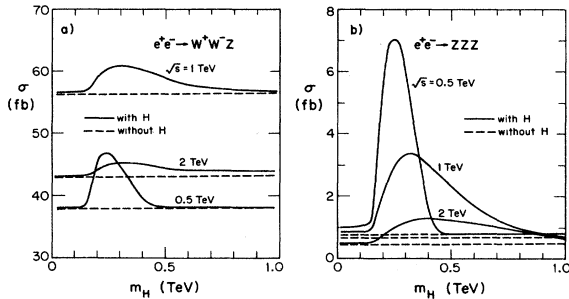 a)
e⁺e⁻→W⁺W⁻Z
√s = 1 TeV
σ
(fb)
with H
without H
2 TeV
0.5 TeV
70
60
50
40
30
0
0.5
1.0
m_H (TeV)
b)
e⁺e⁻→ZZZ
√s = 0.5 TeV
σ
(fb)
with H
without H
1 TeV
2 TeV
8
6
4
2
0
0
0.5
1.0
m_H (TeV)